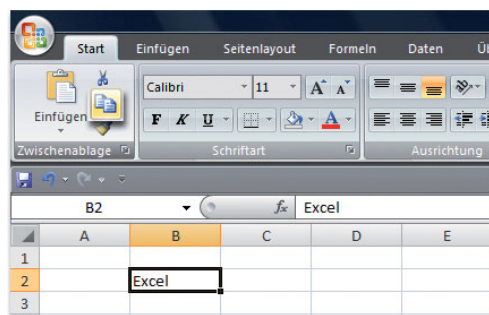 Start Einfügen Seitenlayout Formeln Daten Ü
Calibri 11 A A
Einfügen F K U A
Zwischenablage Schriftart Ausrichtung
B2 fx Excel
A B C D E
1
2 Excel
3